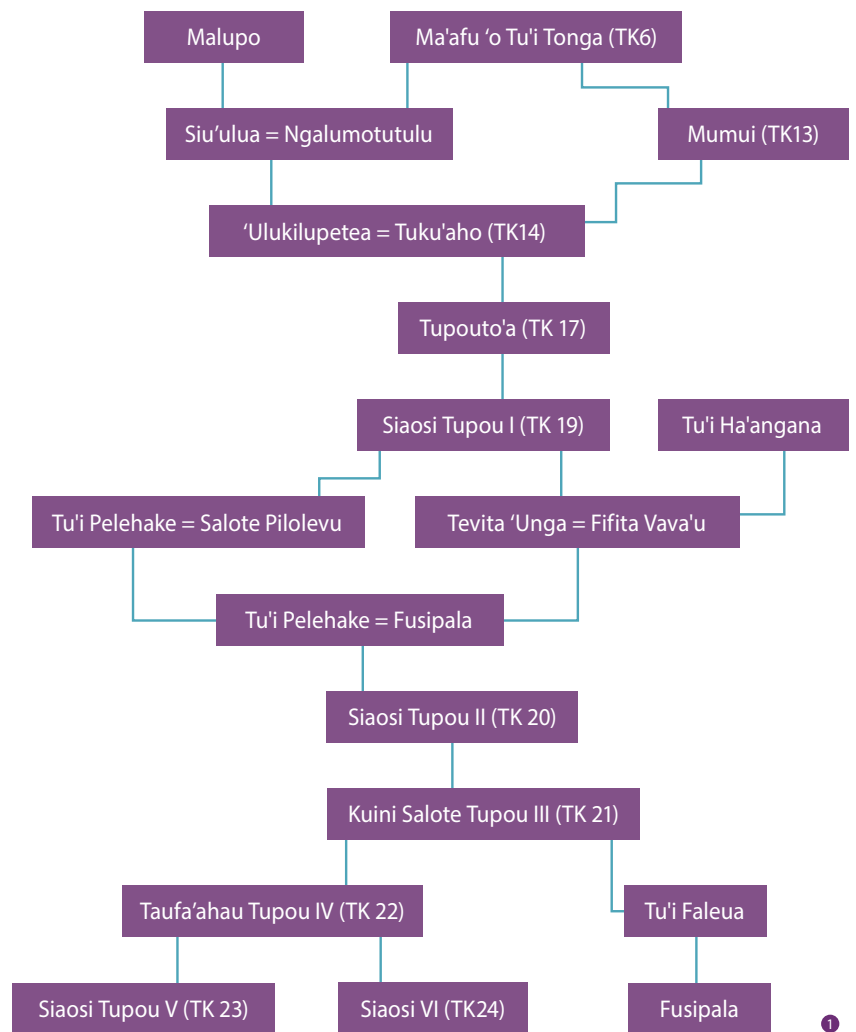 Malupo
Ma'afu ‘o Tu'i Tonga (TK6)
Siu’ulua = Ngalumotutulu
Mumui (TK13)
‘Ulukilupetea = Tuku'aho (TK14)
Tupouto'a (TK 17)
Siaosi Tupou I (TK 19)
Tu'i Ha'angana
Tu'i Pelehake = Salote Pilolevu
Tevita ‘Unga = Fifita Vava'u
Tu'i Pelehake = Fusipala
Siaosi Tupou II (TK 20)
Kuini Salote Tupou III (TK 21)
Taufa’ahau Tupou IV (TK 22)
Tu'i Faleua
Siaosi Tupou V (TK 23)
Siaosi VI (TK24)
Fusipala
1